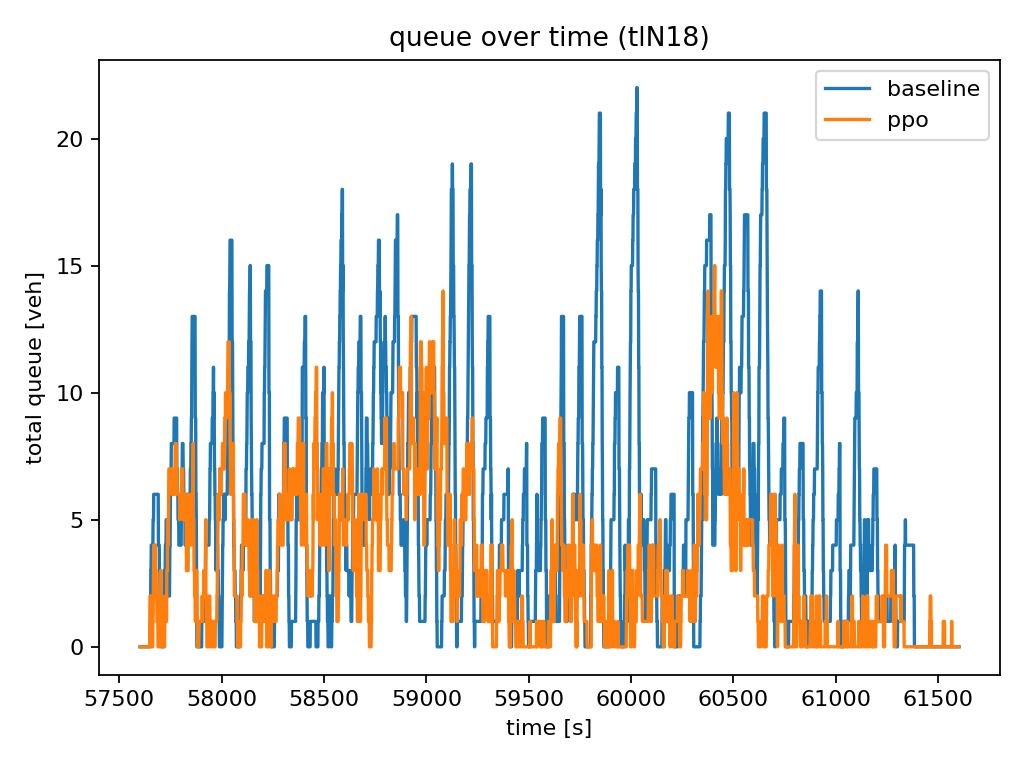 queue over time (tlN18)
baseline
ppo
total queue [veh]
20
15
10
5
0
57500 58000 58500 59000 59500 60000 60500 61000 61500
time [s]